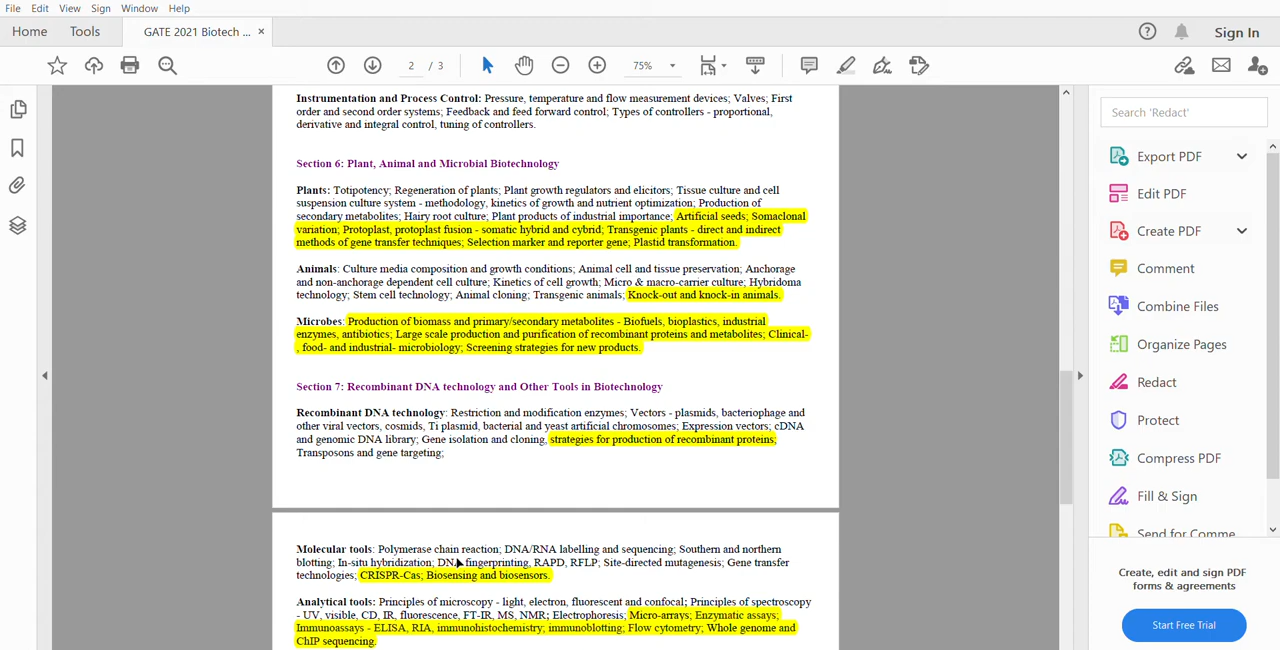 File Edit View Sign Window Help
Home Tools GATE 2021 Biotech ... × Sign In
2 / 3 75%
Instrumentation and Process Control: Pressure, temperature and flow measurement devices; Valves; First
order and second order systems; Feedback and feed forward control; Types of controllers - proportional,
derivative and integral control, tuning of controllers.
Section 6: Plant, Animal and Microbial Biotechnology
Plants: Totipotency; Regeneration of plants; Plant growth regulators and elicitors; Tissue culture and cell
suspension culture system - methodology, kinetics of growth and nutrient optimization; Production of
secondary metabolites; Hairy root culture; Plant products of industrial importance; Artificial seeds; Somaclonal
variation; Protoplast, protoplast fusion - somatic hybrid and cybrid; Transgenic plants - direct and indirect
methods of gene transfer techniques; Selection marker and reporter gene; Plastid transformation.
Animals: Culture media composition and growth conditions; Animal cell and tissue preservation; Anchorage
and non-anchorage dependent cell culture; Kinetics of cell growth; Micro & macro-carrier culture; Hybridoma
technology; Stem cell technology; Animal cloning; Transgenic animals; Knock-out and knock-in animals.
Microbes: Production of biomass and primary/secondary metabolites - Biofuels, bioplastics, industrial
enzymes, antibiotics; Large scale production and purification of recombinant proteins and metabolites; Clinical-
, food- and industrial- microbiology; Screening strategies for new products.
Section 7: Recombinant DNA technology and Other Tools in Biotechnology
Recombinant DNA technology: Restriction and modification enzymes; Vectors - plasmids, bacteriophage and
other viral vectors, cosmids, Ti plasmid, bacterial and yeast artificial chromosomes; Expression vectors; cDNA
and genomic DNA library; Gene isolation and cloning, strategies for production of recombinant proteins;
Transposons and gene targeting;
Molecular tools: Polymerase chain reaction; DNA/RNA labelling and sequencing; Southern and northern
blotting; In-situ hybridization; DNA fingerprinting, RAPD, RFLP; Site-directed mutagenesis; Gene transfer
technologies; CRISPR-Cas; Biosensing and biosensors.
Analytical tools: Principles of microscopy - light, electron, fluorescent and confocal; Principles of spectroscopy
- UV, visible, CD, IR, fluorescence, FT-IR, MS, NMR; Electrophoresis; Micro-arrays; Enzymatic assays;
Immunoassays - ELISA, RIA, immunohistochemistry; immunoblotting; Flow cytometry; Whole genome and
ChIP sequencing.
Search 'Redact'
Export PDF
Edit PDF
Create PDF
Comment
Combine Files
Organize Pages
Redact
Protect
Compress PDF
Fill & Sign
Send for Comme
Create, edit and sign PDF
forms & agreements
Start Free Trial